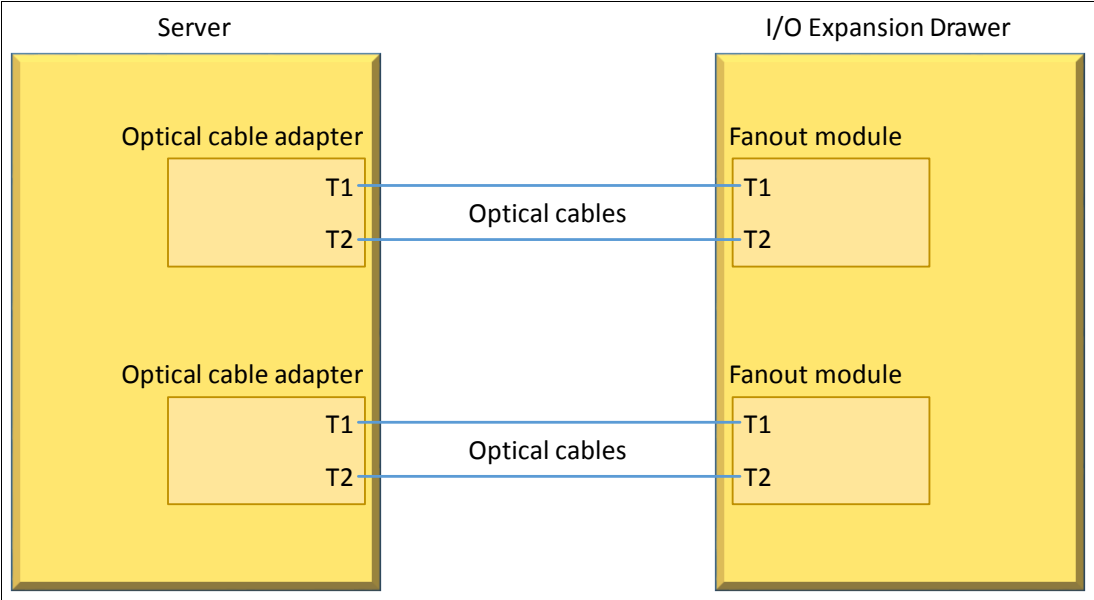 Server
I/O Expansion Drawer
Optical cable adapter
Fanout module
T1
T1
Optical cables
T2
T2
Optical cable adapter
Fanout module
T1
T1
Optical cables
T2
T2